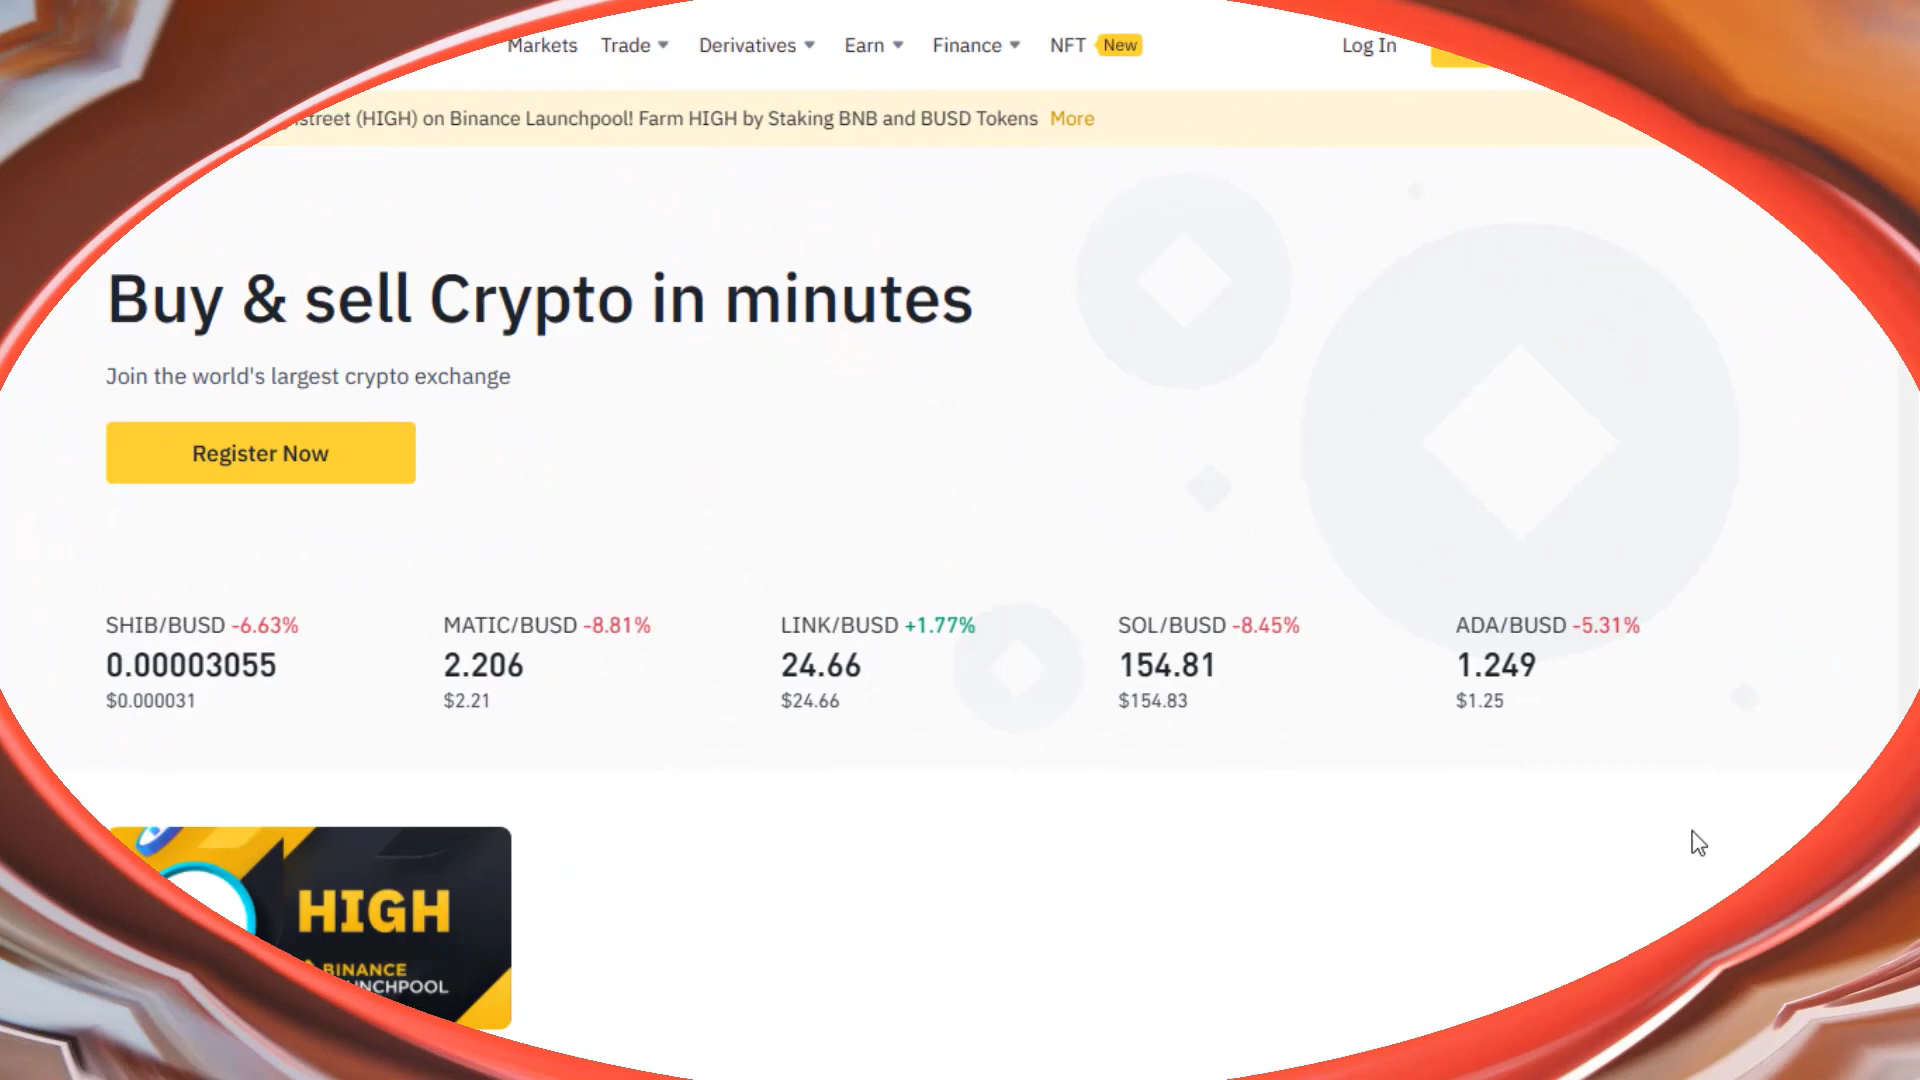 Markets Trade Derivatives Earn Finance NFT New Log In
(HIGH) on Binance Launchpool! Farm HIGH by Staking BNB and BUSD Tokens More
Buy & sell Crypto in minutes
Join the world's largest crypto exchange
Register Now
SHIB/BUSD -6.63% MATIC/BUSD -8.81% LINK/BUSD +1.77% SOL/BUSD -8.45% ADA/BUSD -5.31%
0.00003055 2.206 24.66 154.81 1.249
$0.000031 $2.21 $24.66 $154.83 $1.25
HIGH
BINANCE